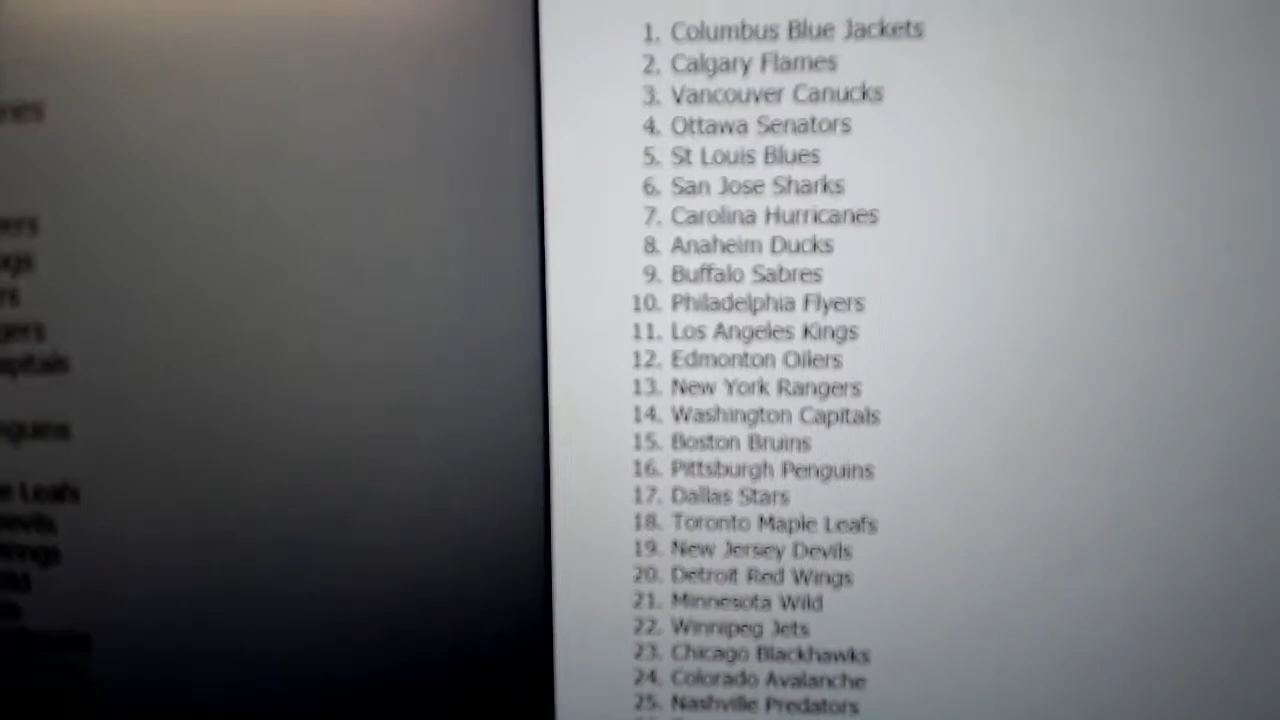 1. Columbus Blue Jackets
2. Calgary Flames
3. Vancouver Canucks
4. Ottawa Senators
5. St Louis Blues
6. San Jose Sharks
7. Carolina Hurricanes
8. Anaheim Ducks
9. Buffalo Sabres
10. Philadelphia Flyers
11. Los Angeles Kings
12. Edmonton Oilers
13. New York Rangers
14. Washington Capitals
15. Boston Bruins
16. Pittsburgh Penguins
17. Dallas Stars
18. Toronto Maple Leafs
19. New Jersey Devils
20. Detroit Red Wings
21. Minnesota Wild
22. Winnipeg Jets
23. Chicago Blackhawks
24. Colorado Avalanche
25. Nashville Predators